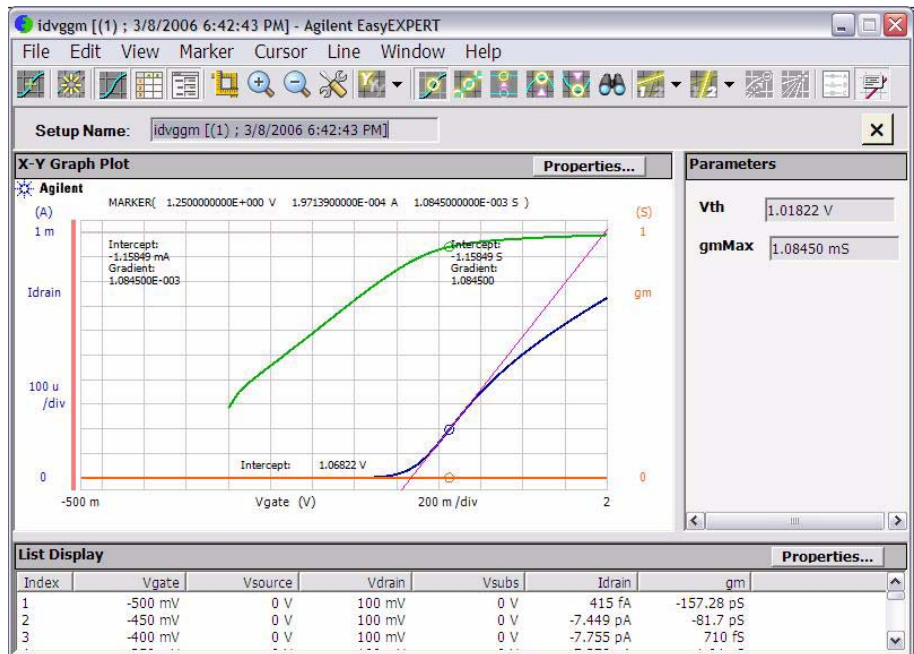 idvggm [(1) ; 3/8/2006 6:42:43 PM] - Agilent EasyEXPERT
File Edit View Marker Cursor Line Window Help
Setup Name: idvggm [(1) ; 3/8/2006 6:42:43 PM]
X-Y Graph Plot Properties...
Agilent
MARKER( 1.2500000000E+000 V 1.9713900000E-004 A 1.0845000000E-003 S )
(A) (S)
1 m 1
Intercept:
-1.15849 mA
Gradient:
1.084500E-003
Intercept:
-1.15849 S
Gradient:
1.084500
Idrain gm
100 u
/div
Intercept: 1.06822 V
0 0
-500 m Vgate (V) 200 m /div 2
Parameters
Vth 1.01822 V
gmMax 1.08450 mS
List Display Properties...
Index Vgate Vsource Vdrain Vsubs Idrain gm
1 -500 mV 0 V 100 mV 0 V 415 fA -157.28 pS
2 -450 mV 0 V 100 mV 0 V -7.449 pA -81.7 pS
3 -400 mV 0 V 100 mV 0 V -7.755 pA 710 fS